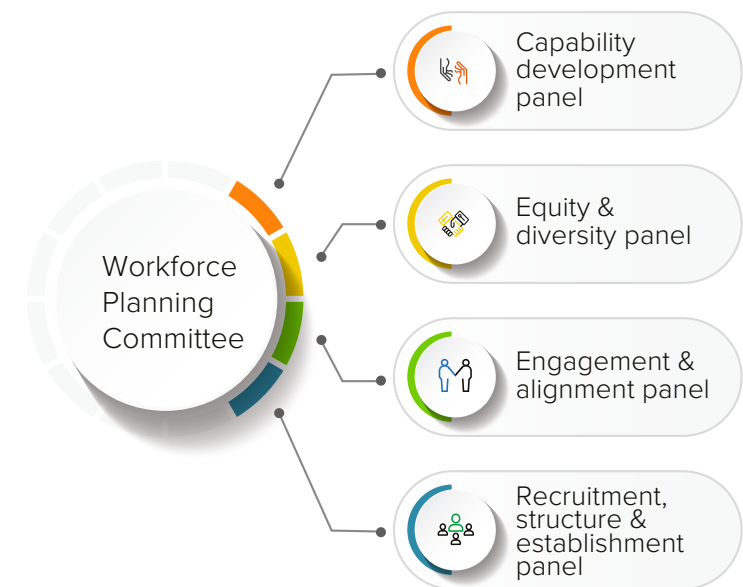 Workforce
Planning
Committee
Capability
development
panel
Equity &
diversity panel
Engagement &
alignment panel
Recruitment,
structure &
establishment
panel